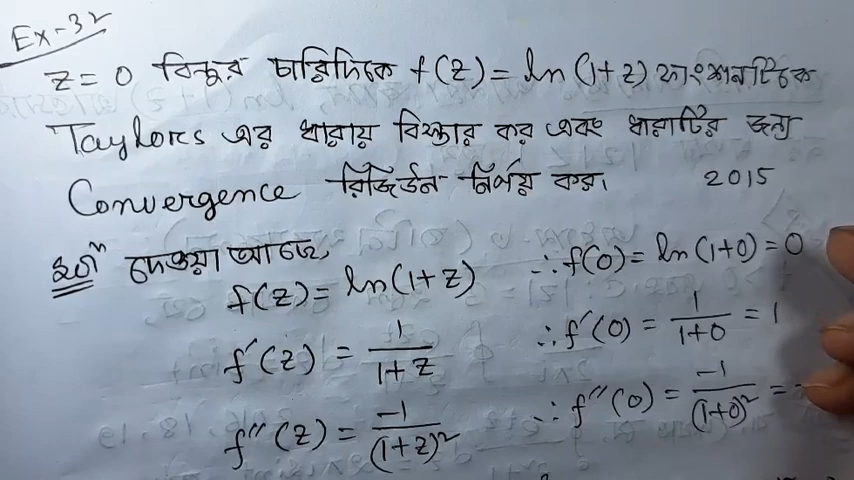 Ex-32
z = 0 বিন্দুর চারিদিকে f(z) = ln(1+z) ফাংশনটিকে
Taylors এর ধারায় বিস্তার কর এবং ধারাটির জন্য
Convergence রিজিওন নির্ণয় কর। 2015
দেওয়া আছে,
f(z) = ln(1+z) ∴ f(0) = ln(1+0) = 0
f′(z) = 1/(1+z) ∴ f′(0) = 1/(1+0) = 1
f″(z) = -1/(1+z)² ∴ f″(0) = -1/(1+0)² =